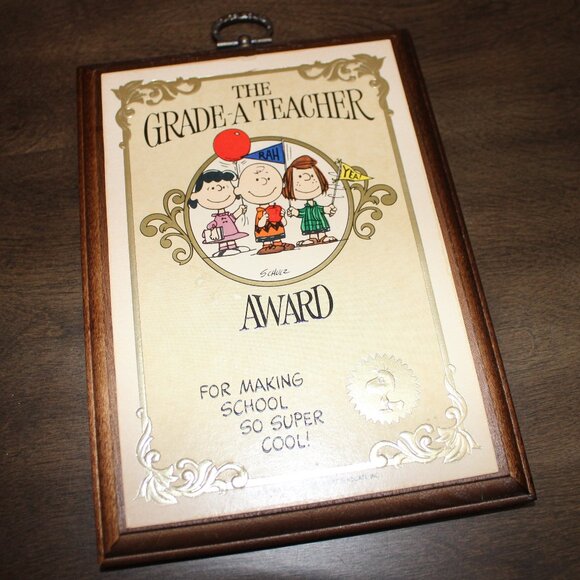 THE
GRADE-A TEACHER
RAH
YEA
SCHULZ
AWARD
FOR MAKING
SCHOOL
SO SUPER
COOL!